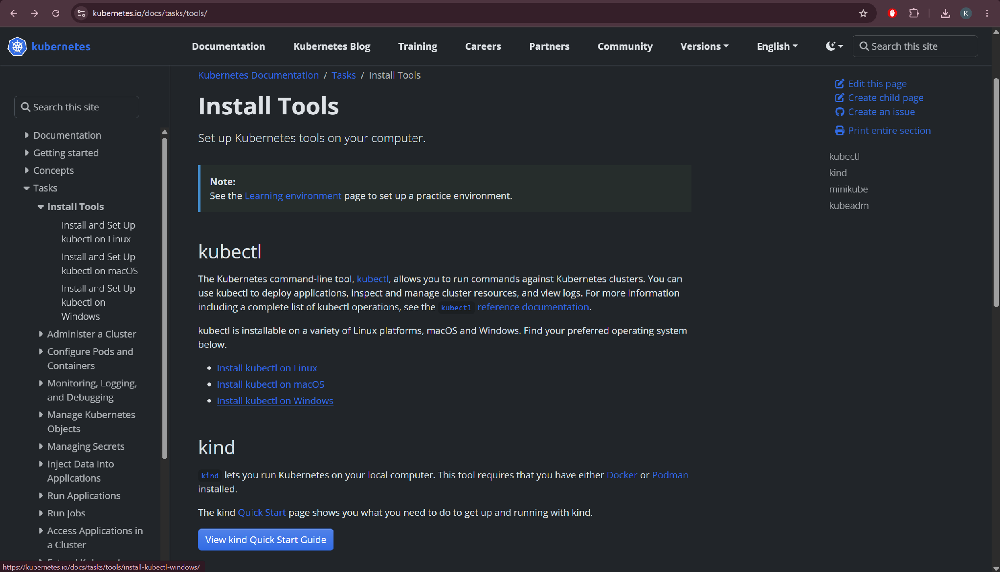 kubernetes.io/docs/tasks/tools/
K
kubernetes
Documentation
Kubernetes Blog
Training
Careers
Partners
Community
Versions
English
Search this site
Search this site
Documentation
Getting started
Concepts
Tasks
Install Tools
Install and Set Up
kubectl on Linux
Install and Set Up
kubectl on macOS
Install and Set Up
kubectl on
Windows
Administer a Cluster
Configure Pods and
Containers
Monitoring, Logging,
and Debugging
Manage Kubernetes
Objects
Managing Secrets
Inject Data Into
Applications
Run Applications
Run Jobs
Access Applications in
a Cluster
Kubernetes Documentation / Tasks / Install Tools
Install Tools
Set up Kubernetes tools on your computer.
Note:
See the Learning environment page to set up a practice environment.
kubectl
The Kubernetes command-line tool, kubectl, allows you to run commands against Kubernetes clusters. You can
use kubectl to deploy applications, inspect and manage cluster resources, and view logs. For more information
including a complete list of kubectl operations, see the kubectl reference documentation.
kubectl is installable on a variety of Linux platforms, macOS and Windows. Find your preferred operating system
below.
• Install kubectl on Linux
• Install kubectl on macOS
• Install kubectl on Windows
kind
kind lets you run Kubernetes on your local computer. This tool requires that you have either Docker or Podman
installed.
The kind Quick Start page shows you what you need to do to get up and running with kind.
View kind Quick Start Guide
Edit this page
Create child page
Create an issue
Print entire section
kubectl
kind
minikube
kubeadm
https://kubernetes.io/docs/tasks/tools/install-kubectl-windows/